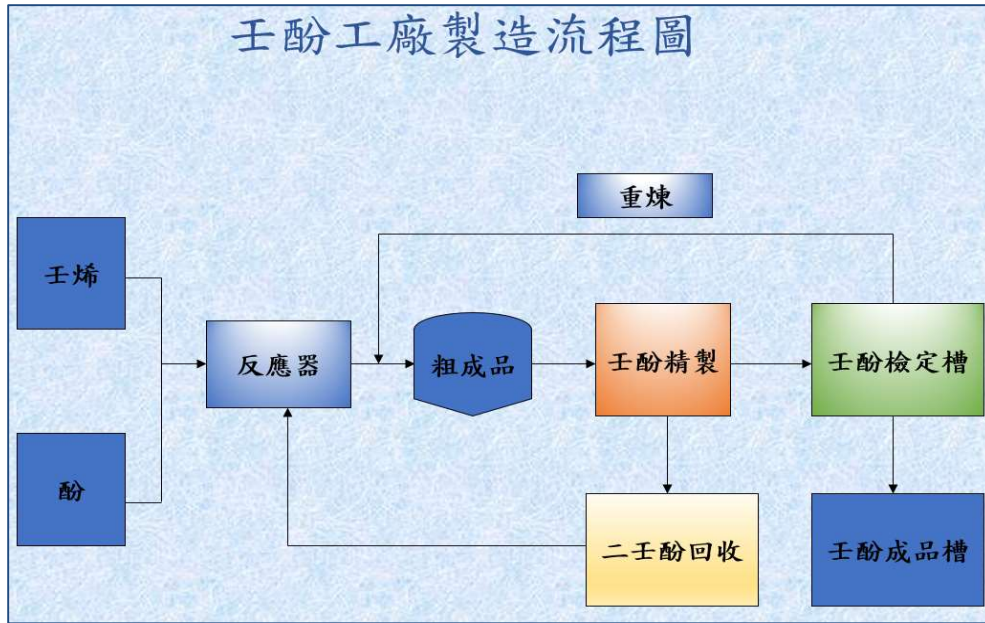 壬酚工廠製造流程圖
重煉
壬烯
反應器
粗成品
壬酚精製
壬酚檢定槽
酚
二壬酚回收
壬酚成品槽